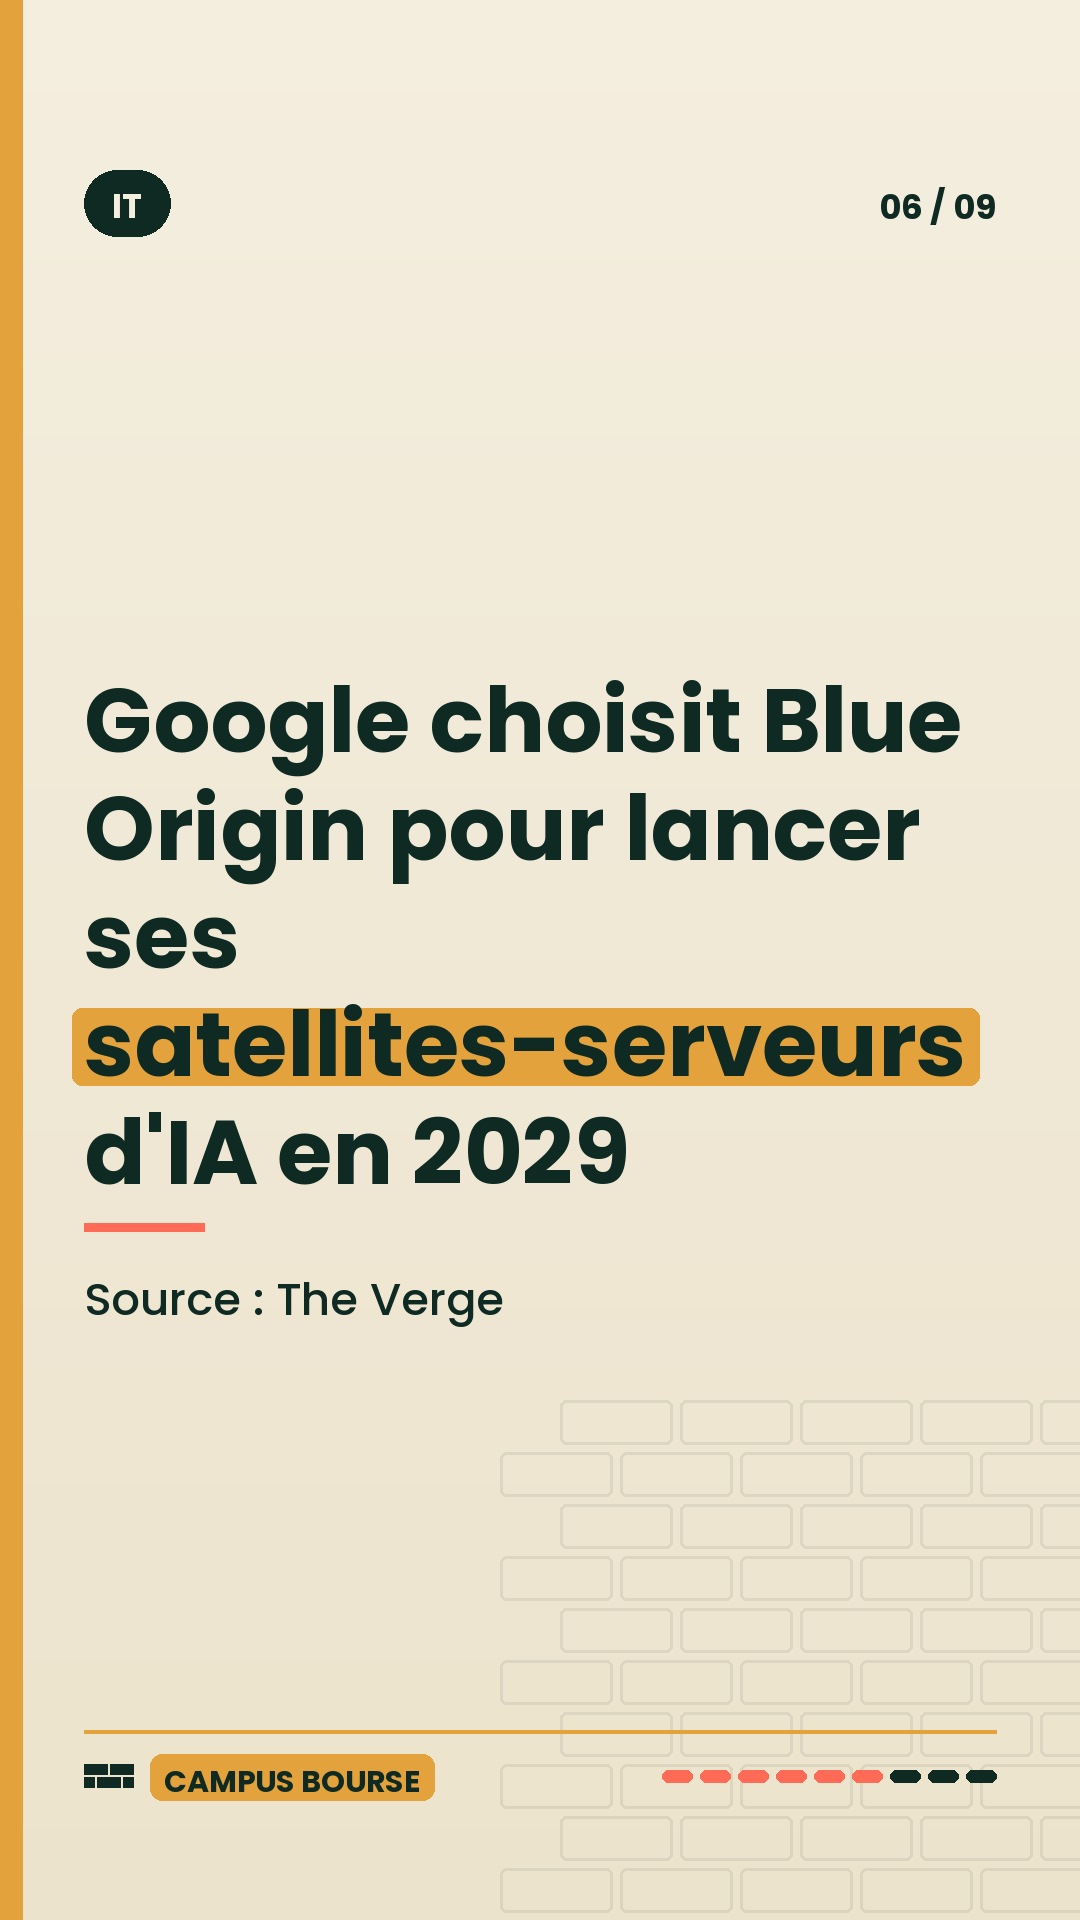 IT
06 / 09
Google choisit Blue
Origin pour lancer
ses
satellites-serveurs
d'IA en 2029
Source : The Verge
CAMPUS BOURSE